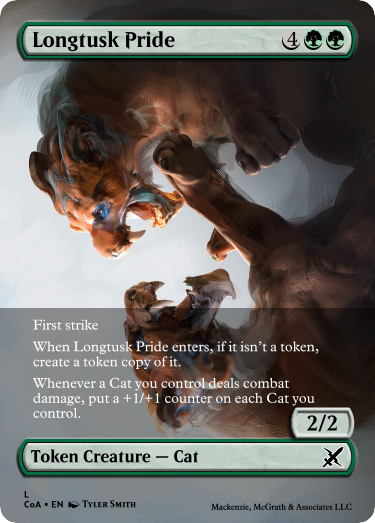 Longtusk Pride 4
First strike
When Longtusk Pride enters, if it isn't a token,
create a token copy of it.
Whenever a Cat you control deals combat
damage, put a +1/+1 counter on each Cat you
control.
2/2
Token Creature — Cat
L
CoA • EN Tyler Smith
Mackenzie, McGrath & Associates LLC